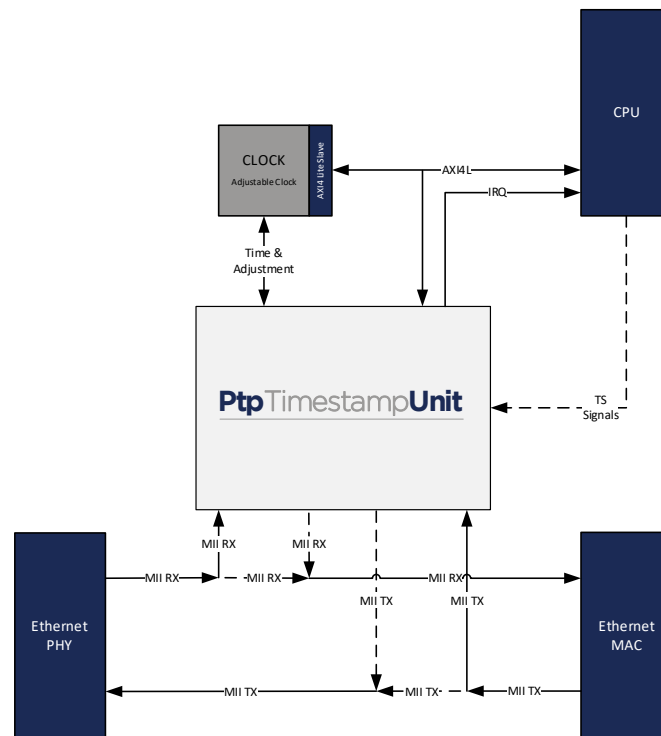 CPU
CLOCK
Adjustable Clock
AXI4 Lite Slave
AXI4L
IRQ
Time &
Adjustment
PtpTimestampUnit
TS
Signals
MII RX
MII RX
MII RX
MII RX
MII RX
Ethernet
PHY
Ethernet
MAC
MII TX
MII TX
MII TX
MII TX
MII TX